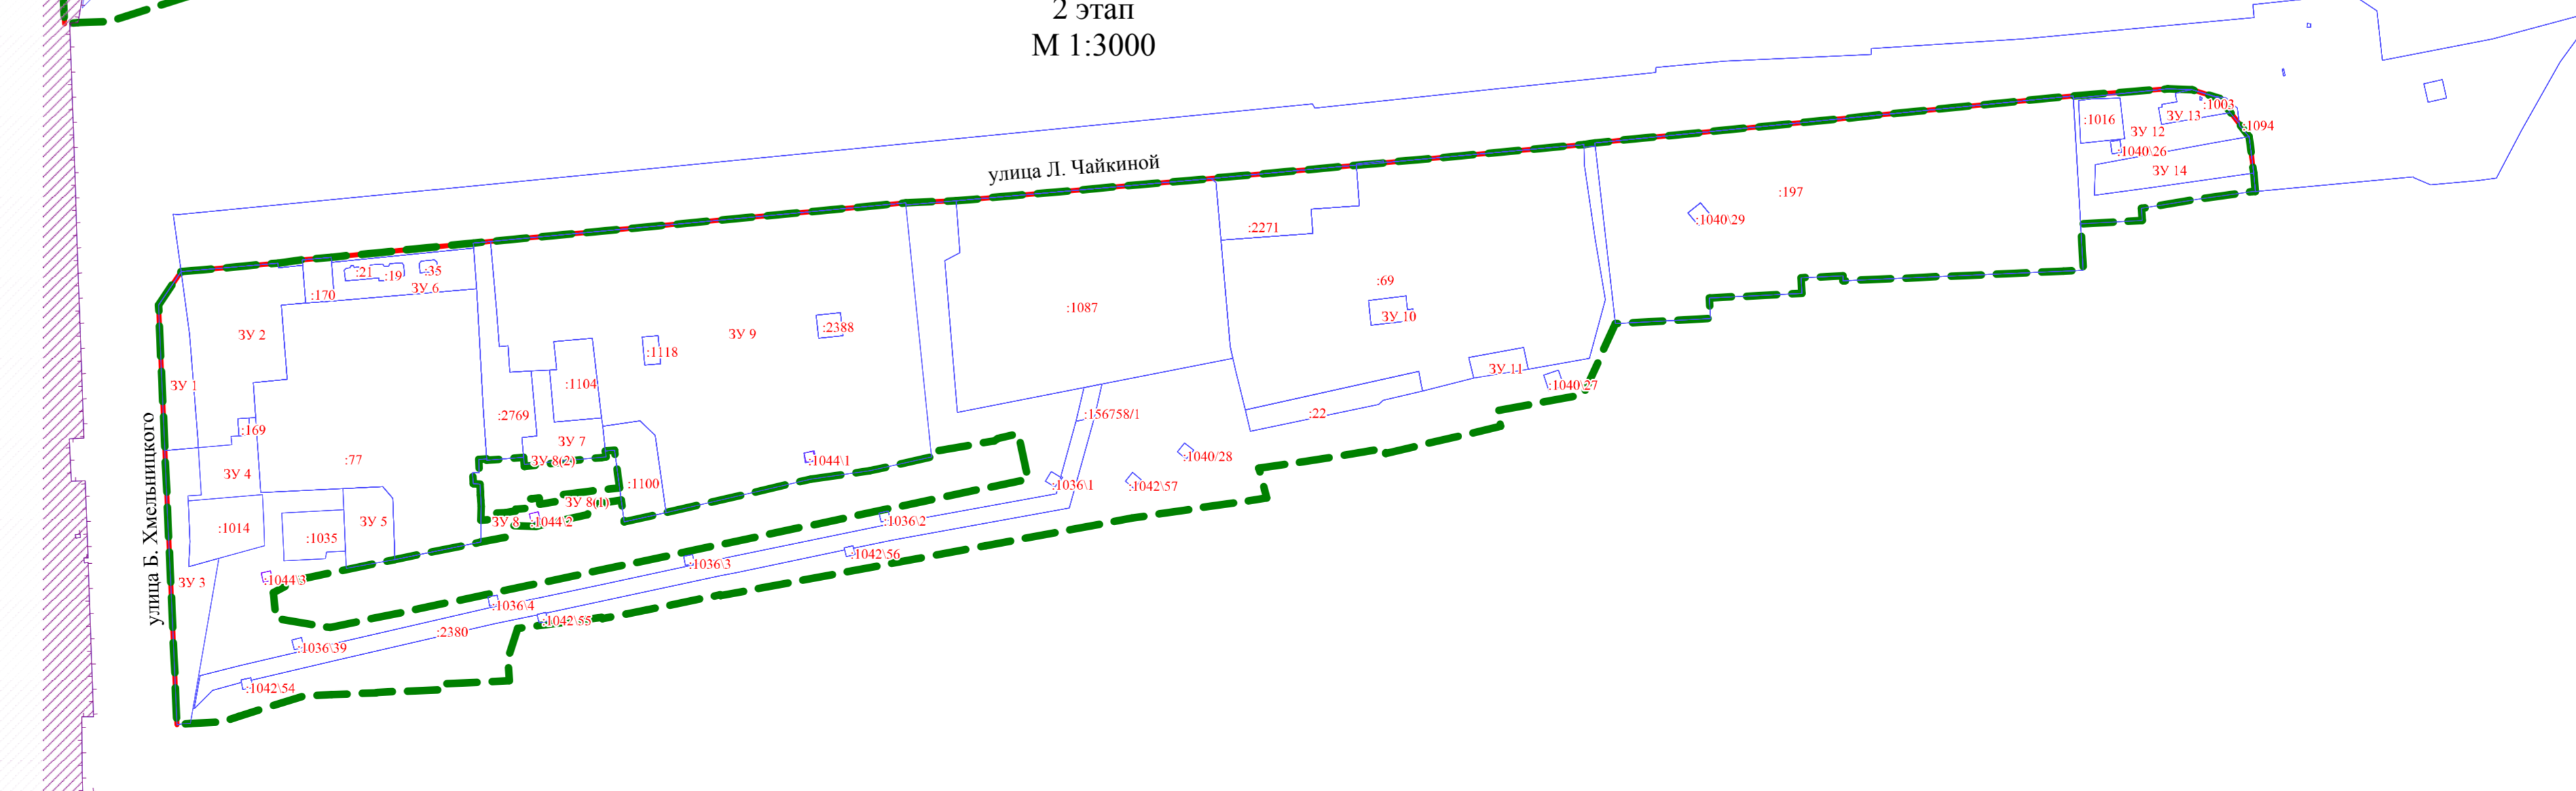 2 этап
М 1:3000
улица Л. Чайкиной
улица Б. Хмельницкого
:1003
:1094
:1016
ЗУ 12
ЗУ 13
:1040\26
ЗУ 14
:197
:1040\29
:2271
:69
ЗУ 10
:1087
:21
:19
:35
ЗУ 6
:170
ЗУ 2
ЗУ 9
:2388
:1118
ЗУ 1
:1104
ЗУ 11
:1040\27
:22
:2769
:156758/1
:169
ЗУ 7
:77
ЗУ 8(2)
:1044\1
:1040/28
ЗУ 4
:1100
:1036\1
:1042\57
ЗУ 8(1)
:1014
ЗУ 5
ЗУ 8
:1044\2
:1036\2
:1035
:1042\56
:1036\3
ЗУ 3
:1044\3
:1036\4
:1042\55
:2380
:1036\39
:1042\54